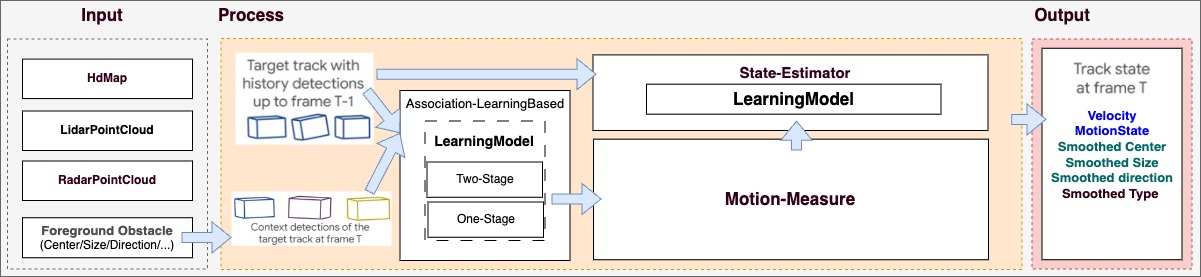 Input
Process
Output
HdMap
LidarPointCloud
RadarPointCloud
Foreground Obstacle
(Center/Size/Direction/...)
Target track with
history detections
up to frame T-1
Context detections of the
target track at frame T
Association-LearningBased
LearningModel
Two-Stage
One-Stage
State-Estimator
LearningModel
Motion-Measure
Track state
at frame T
Velocity
MotionState
Smoothed Center
Smoothed Size
Smoothed direction
Smoothed Type